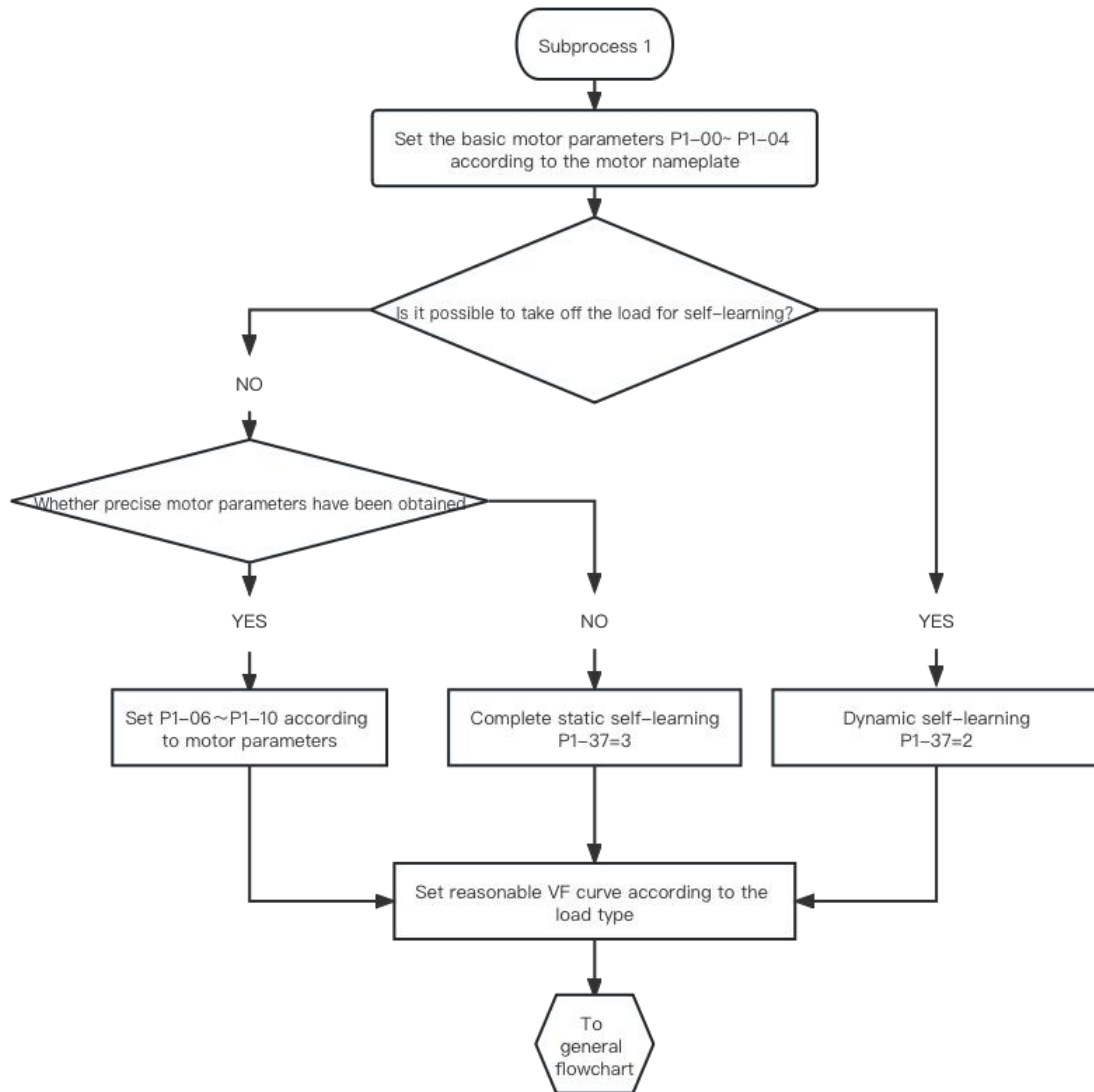 Subprocess 1
Set the basic motor parameters P1-00~ P1-04
according to the motor nameplate
Is it possible to take off the load for self-learning?
NO
Whether precise motor parameters have been obtained
YES
NO
YES
Set P1-06～P1-10 according
to motor parameters
Complete static self-learning
P1-37=3
Dynamic self-learning
P1-37=2
Set reasonable VF curve according to the
load type
To
general
flowchart